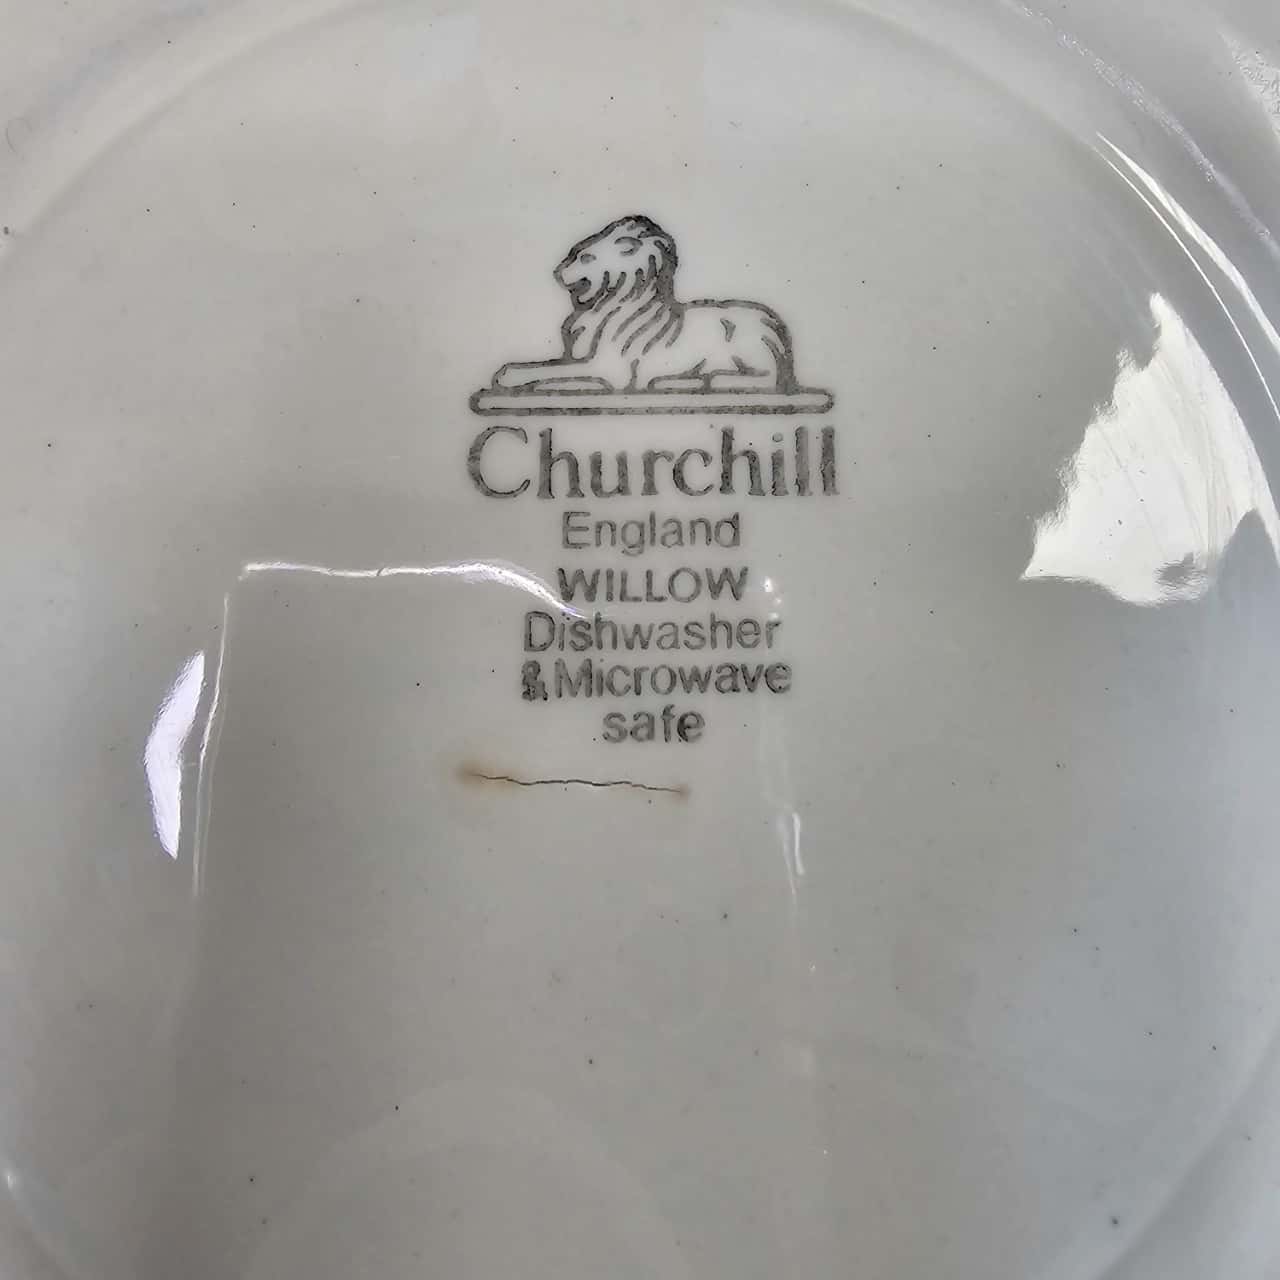 Churchill
England
WILLOW
Dishwasher
& Microwave
safe